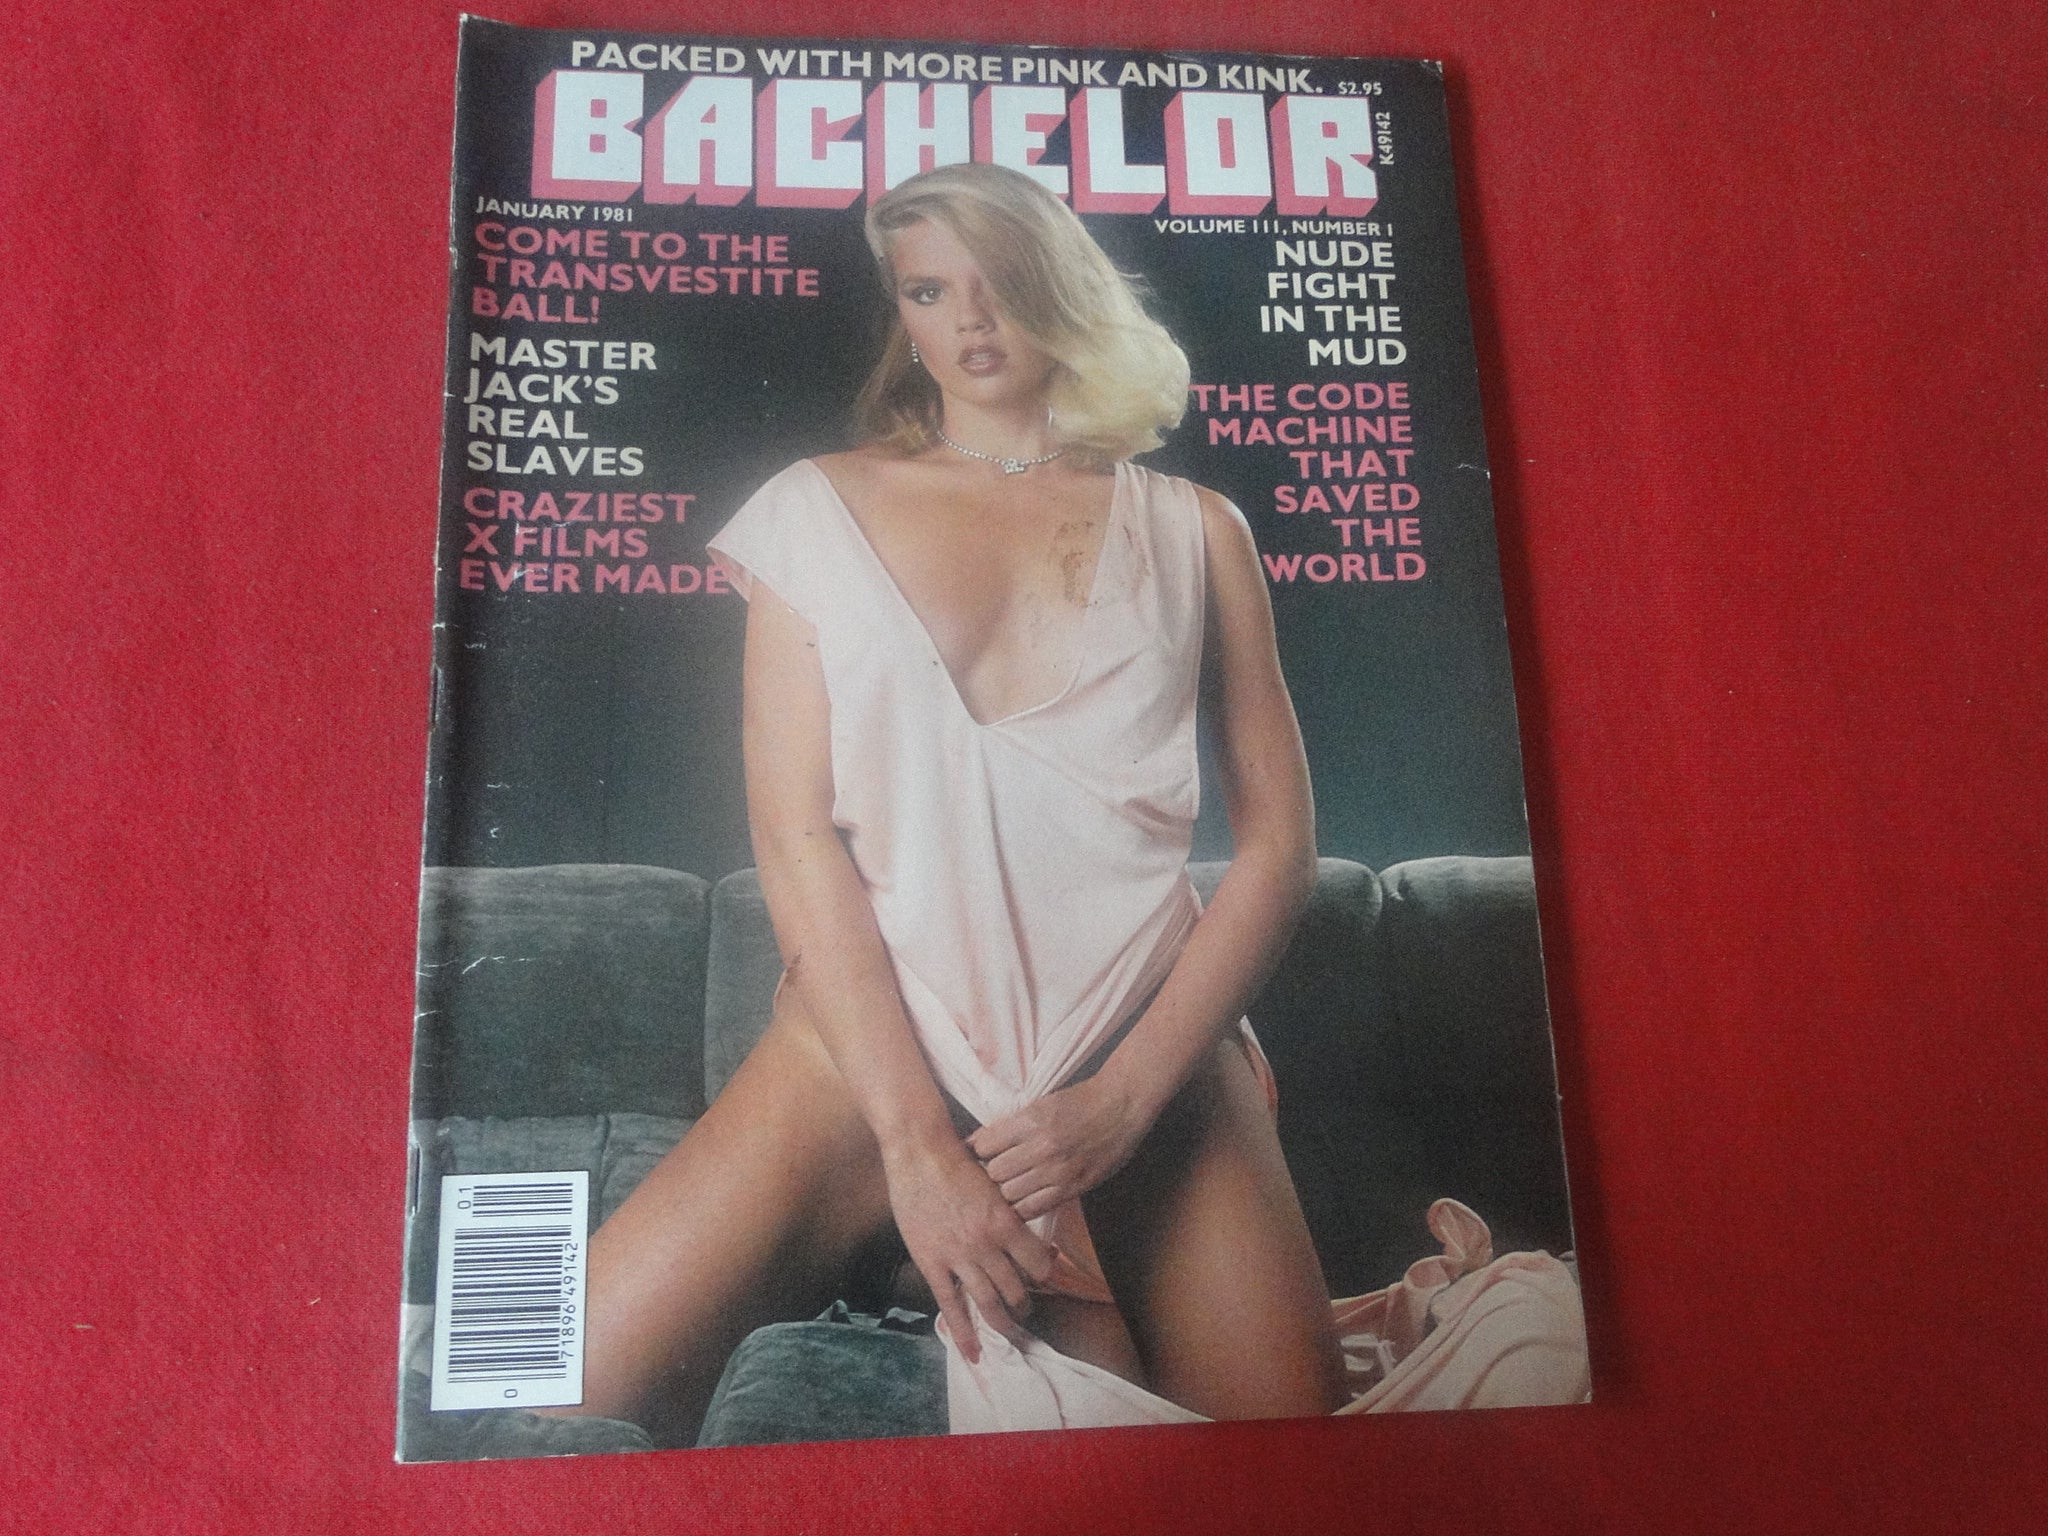 PACKED WITH MORE PINK AND KINK. $2.95
BACHELOR
K49142
JANUARY 1981
VOLUME 111, NUMBER 1
COME TO THE
TRANSVESTITE
BALL!
MASTER
JACK'S
REAL
SLAVES
CRAZIEST
X FILMS
EVER MADE
NUDE
FIGHT
IN THE
MUD
THE CODE
MACHINE
THAT
SAVED
THE
WORLD
01
0 71896 49142